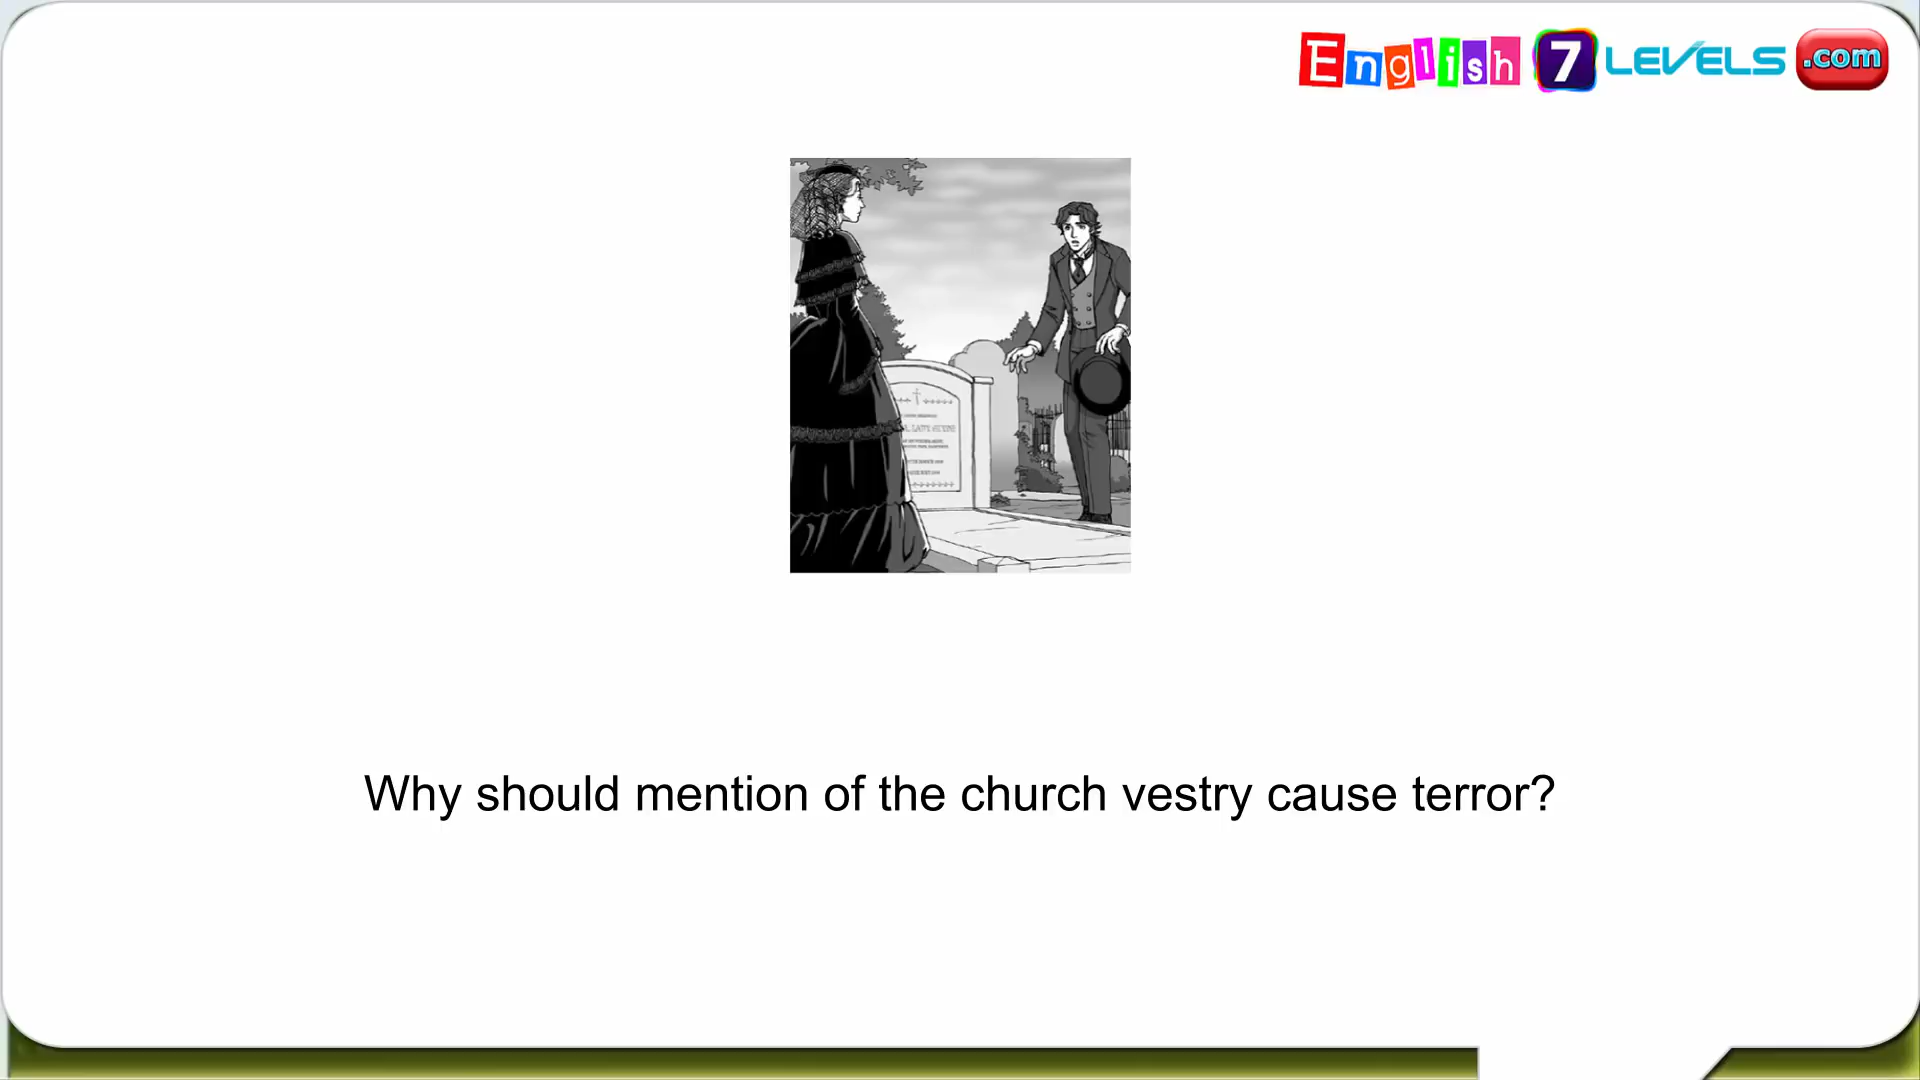 English 7 LEVELS .com
Why should mention of the church vestry cause terror?